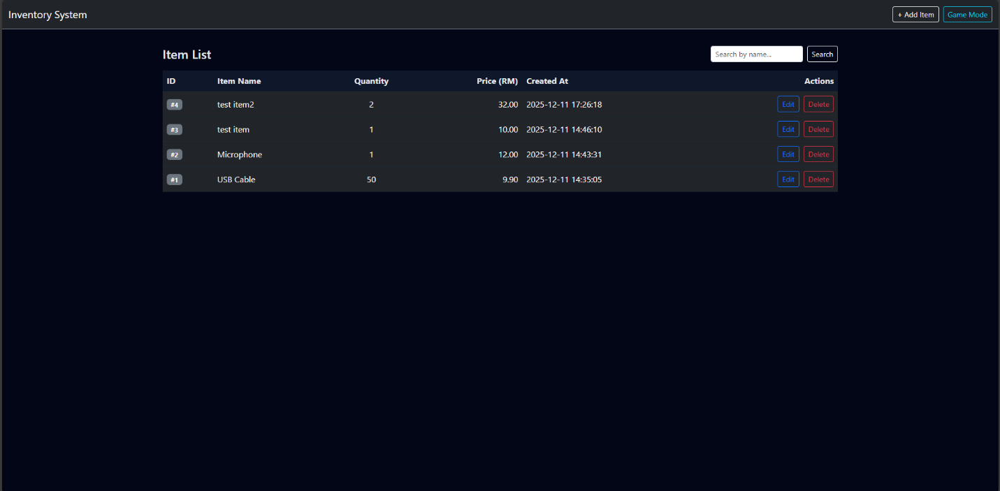 Inventory System + Add Item Game Mode
Item List Search by name... Search
ID Item Name Quantity Price (RM) Created At Actions
#4 test item2 2 32.00 2025-12-11 17:26:18 Edit Delete
#3 test item 1 10.00 2025-12-11 14:46:10 Edit Delete
#2 Microphone 1 12.00 2025-12-11 14:43:31 Edit Delete
#1 USB Cable 50 9.90 2025-12-11 14:35:05 Edit Delete